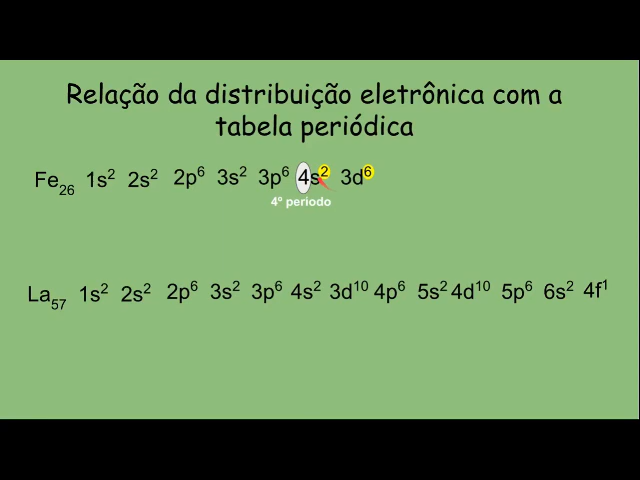 Relação da distribuição eletrônica com a
tabela periódica
Fe₂₆ 1s² 2s² 2p⁶ 3s² 3p⁶ 4s² 3d⁶
4º periodo
La₅₇ 1s² 2s² 2p⁶ 3s² 3p⁶ 4s² 3d¹⁰ 4p⁶ 5s² 4d¹⁰ 5p⁶ 6s² 4f¹